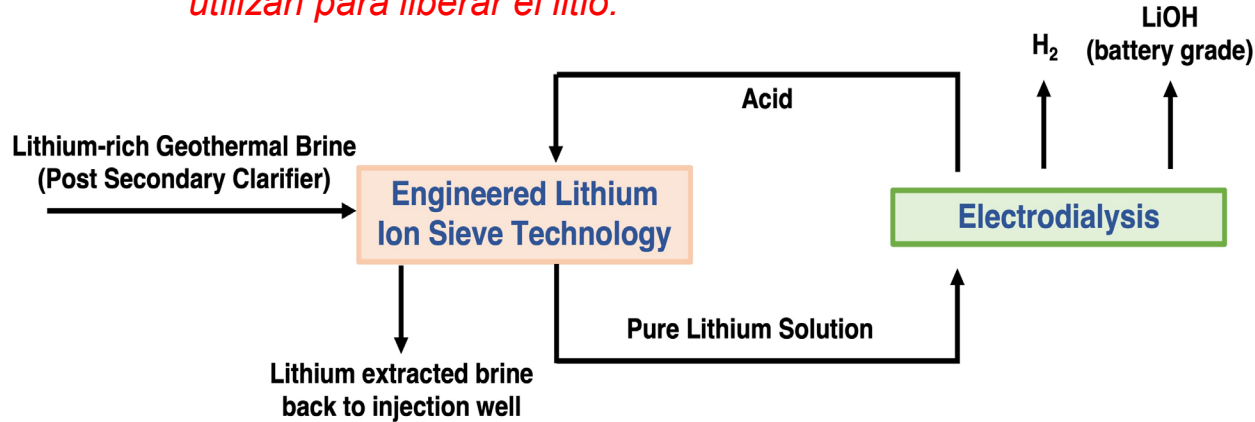 utilizan para liberar el litio.
LiOH
H₂ (battery grade)
Acid
Lithium-rich Geothermal Brine
(Post Secondary Clarifier)
Engineered Lithium
Ion Sieve Technology
Electrodialysis
Pure Lithium Solution
Lithium extracted brine
back to injection well